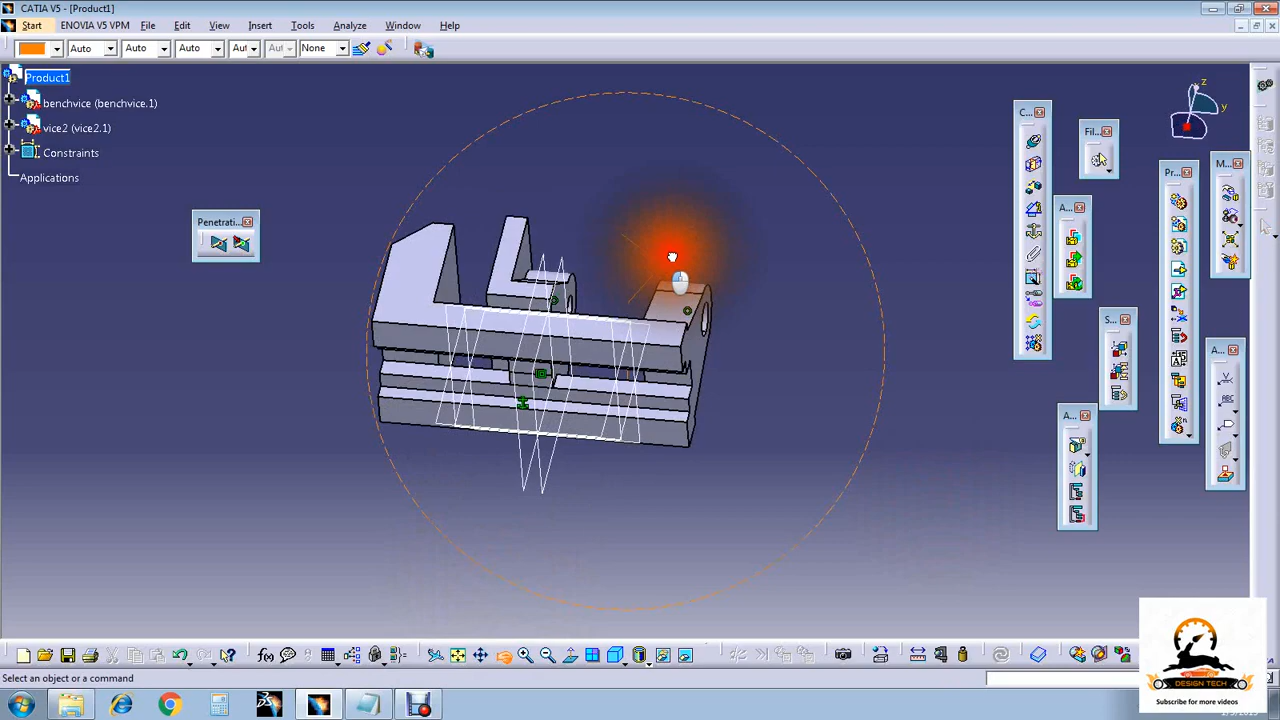 CATIA V5 - [Product1]
Start ENOVIA V5 VPM File Edit View Insert Tools Analyze Window Help
Auto Auto Auto Aut Aut None
Product1
benchvice (benchvice.1)
vice2 (vice2.1)
Constraints
Applications
Penetrati...
C...
Fil...
A...
Pr...
M...
S...
A...
A...
z
y
Select an object or a command
DESIGN TECH
Subscribe for more videos